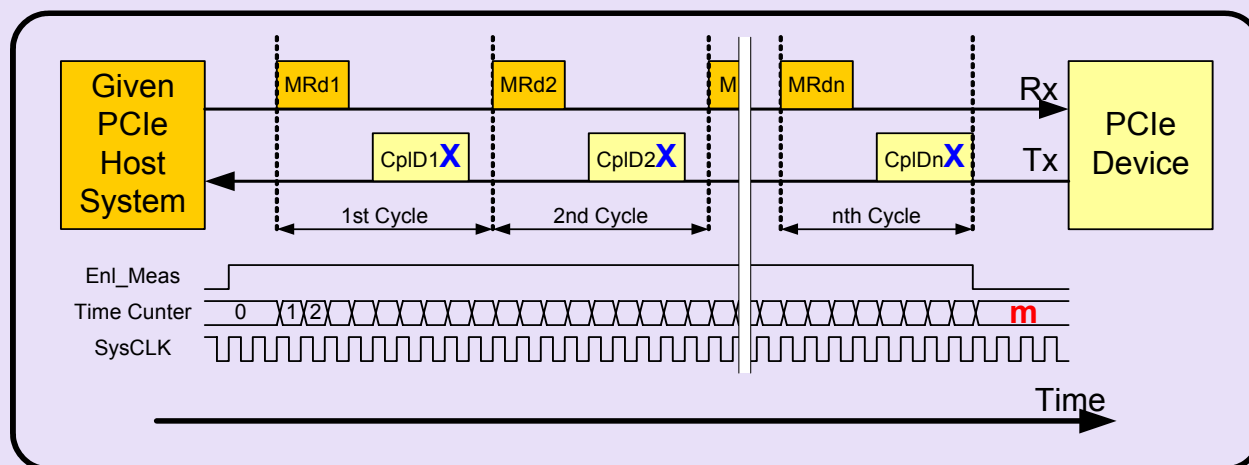 Given
PCIe
Host
System
MRd1
MRd2
M
MRdn
Rx
CplD1X
CplD2X
CplDnX
Tx
PCIe
Device
1st Cycle
2nd Cycle
nth Cycle
Enl_Meas
Time Cunter
0
1
2
m
SysCLK
Time